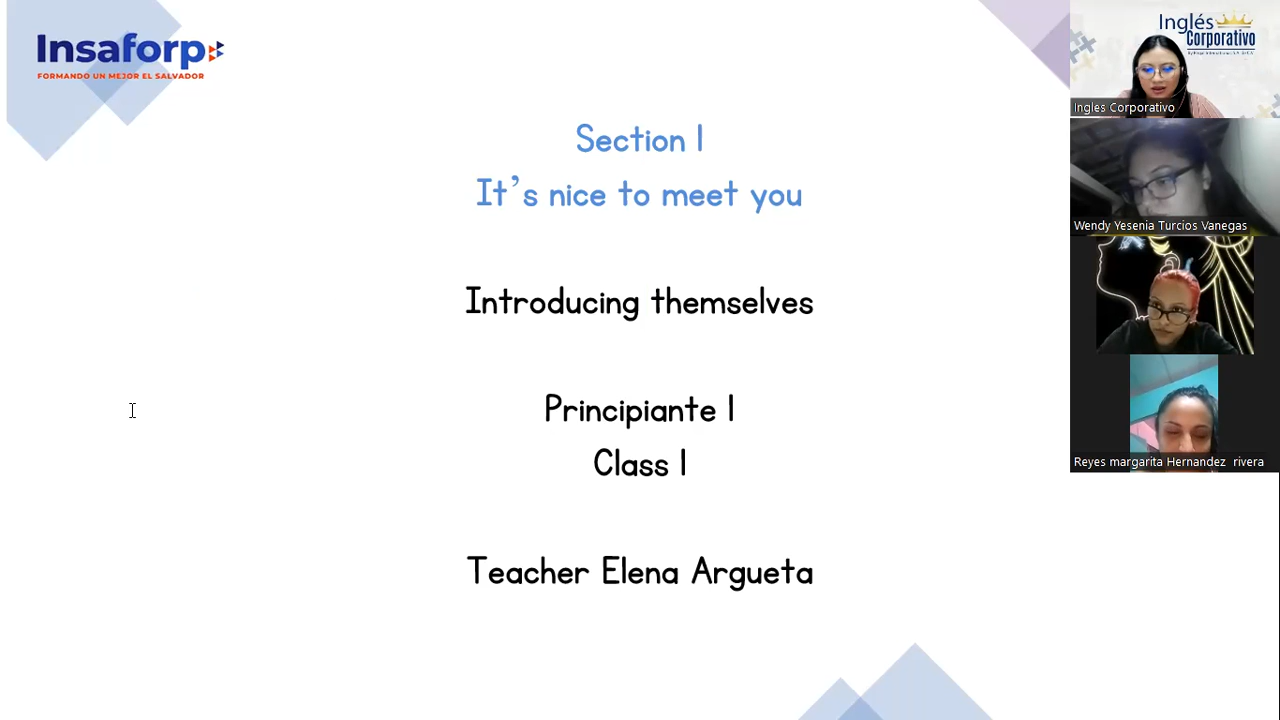 Insaforp
FORMANDO UN MEJOR EL SALVADOR
Section 1
It's nice to meet you
Introducing themselves
Principiante 1
Class 1
Teacher Elena Argueta
Inglés
Corporativo
Ingles Corporativo
Wendy Yesenia Turcios Vanegas
Reyes margarita Hernandez rivera